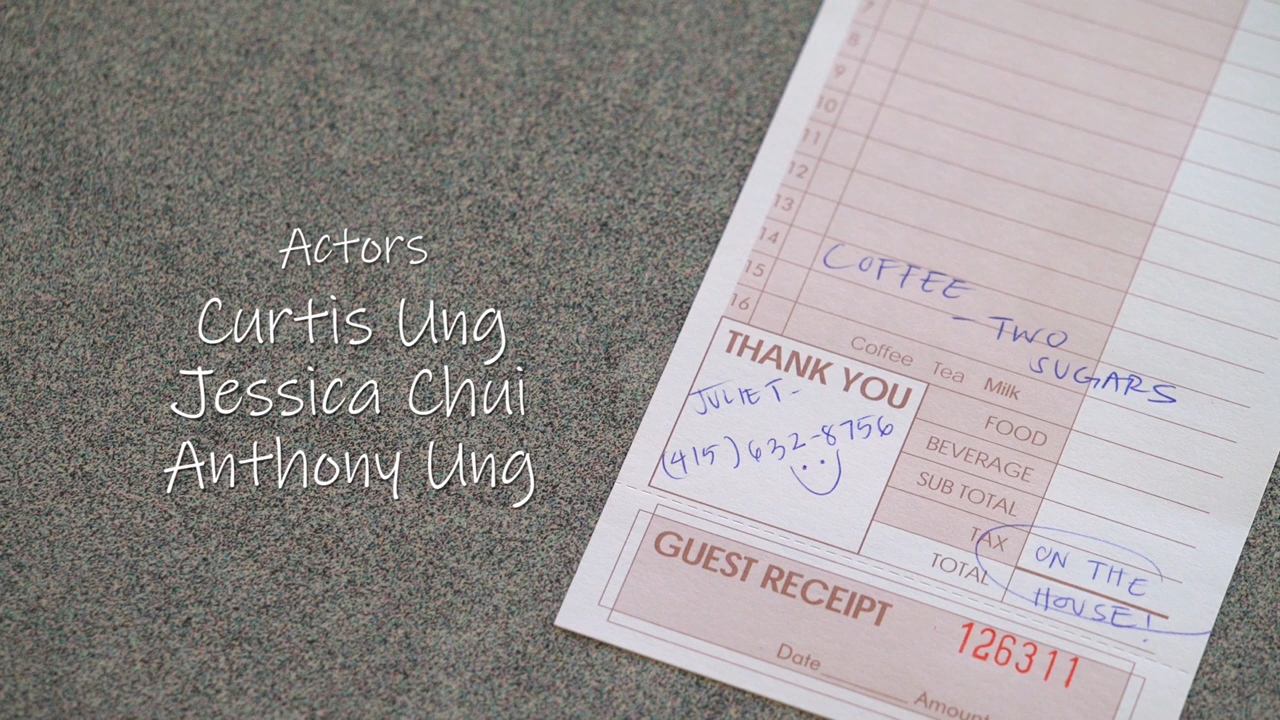 Actors
Curtis Ung
Jessica Chui
Anthony Ung
7
8
9
10
11
12
13
14
15
16
COFFEE
- TWO
SUGARS
Coffee Tea Milk
THANK YOU
JULIET-
(415) 632-8756
FOOD
BEVERAGE
SUB TOTAL
TAX
TOTAL
ON THE
HOUSE!
GUEST RECEIPT
126311
Date
Amount